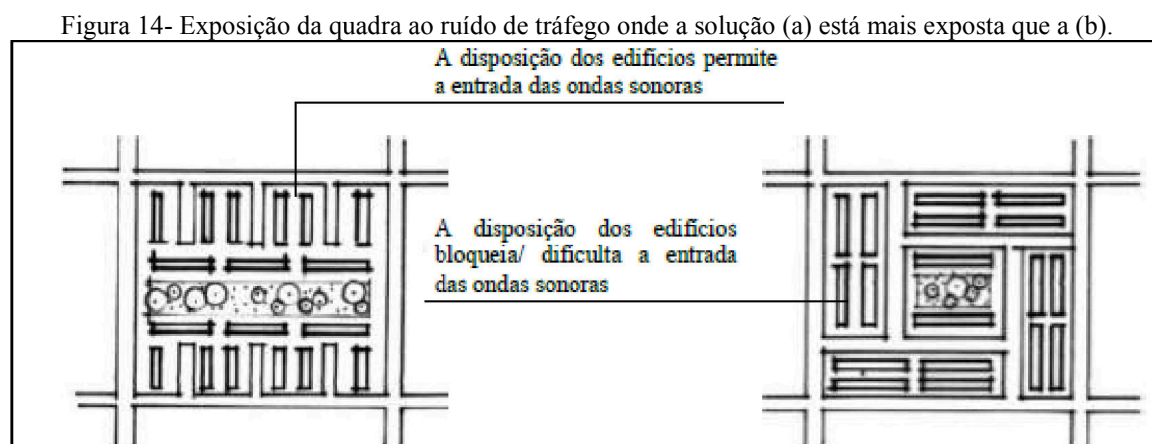 Figura 14- Exposição da quadra ao ruído de tráfego onde a solução (a) está mais exposta que a (b).
A disposição dos edifícios permite
a entrada das ondas sonoras
A disposição dos edifícios
bloqueia/ dificulta a entrada
das ondas sonoras